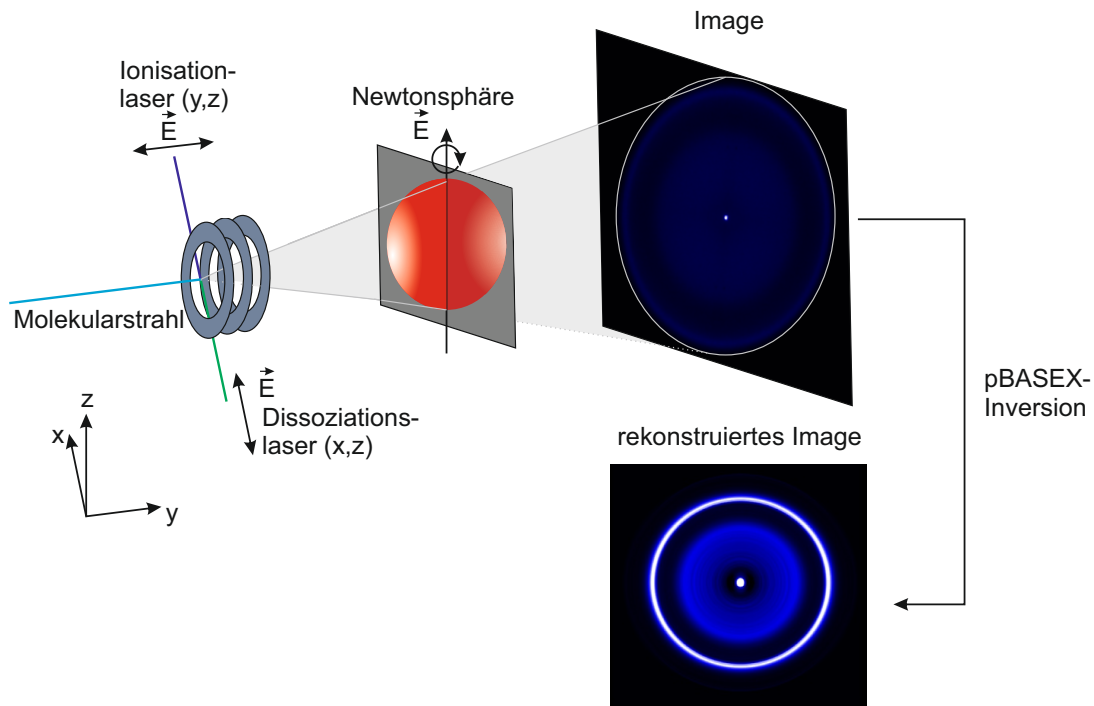 Image
Ionisation-
laser (y,z)
E
Newtonsphäre
E
Molekularstrahl
E
Dissoziations-
laser (x,z)
z
x
y
pBASEX-
Inversion
rekonstruiertes Image